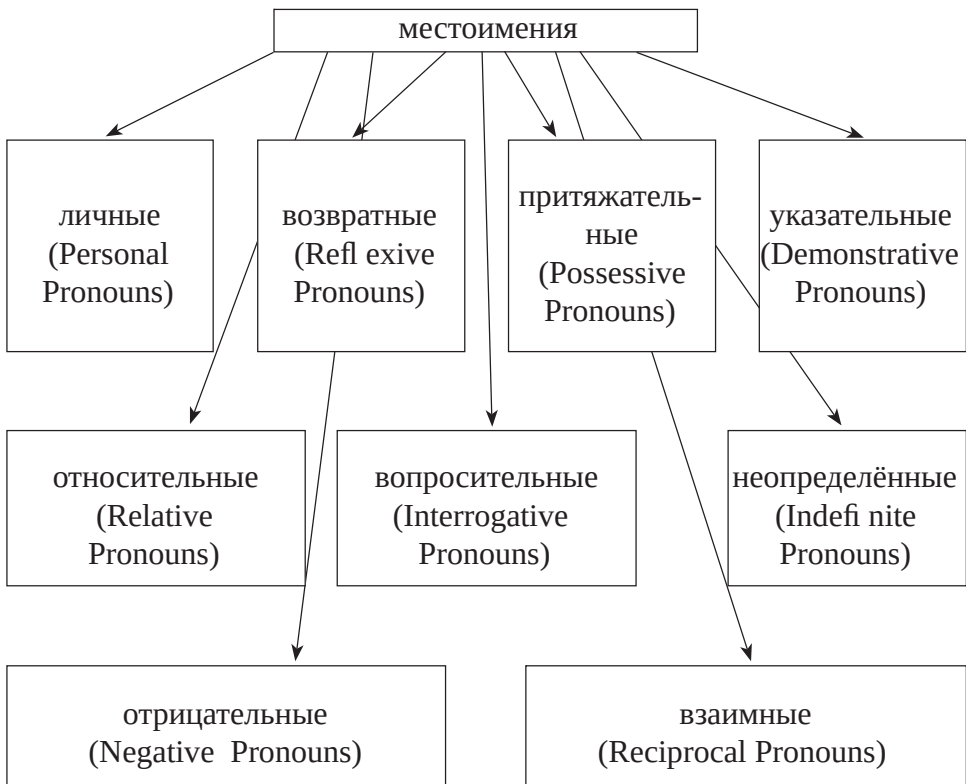 местоимения
личные
(Personal
Pronouns)
возвратные
(Refl exive
Pronouns)
притяжатель-
ные
(Possessive
Pronouns)
указательные
(Demonstrative
Pronouns)
относительные
(Relative
Pronouns)
вопросительные
(Interrogative
Pronouns)
неопределённые
(Indefi nite
Pronouns)
отрицательные
(Negative Pronouns)
взаимные
(Reciprocal Pronouns)